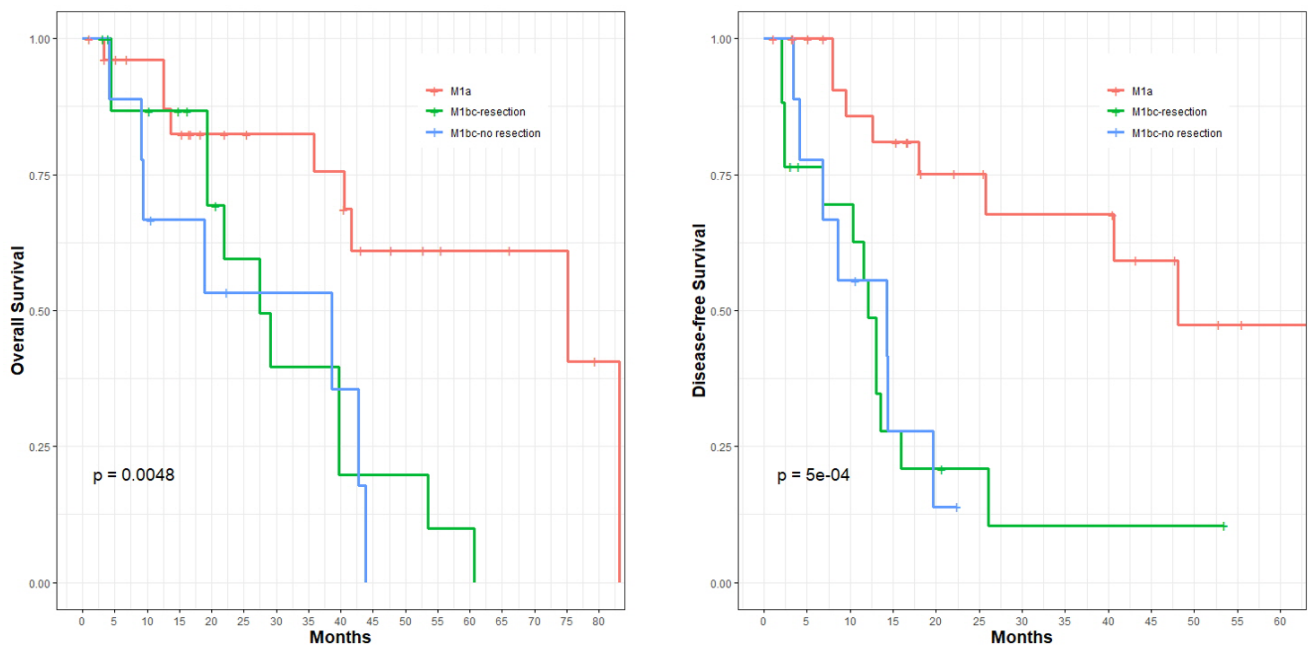 Overall Survival
1.00
0.75
0.50
0.25
0.00
M1a
M1bc-resection
M1bc-no resection
p = 0.0048
0 5 10 15 20 25 30 35 40 45 50 55 60 65 70 75 80
Months
Disease-free Survival
1.00
0.75
0.50
0.25
0.00
M1a
M1bc-resection
M1bc-no resection
p = 5e-04
0 5 10 15 20 25 30 35 40 45 50 55 60
Months